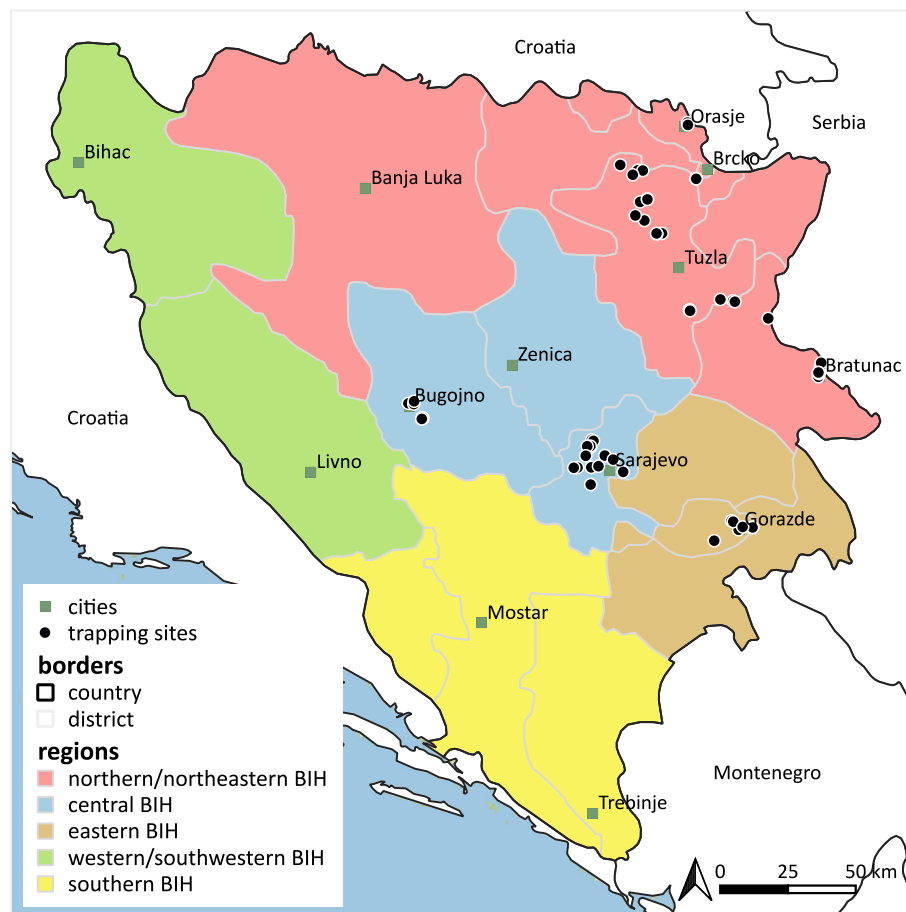 Croatia
Orasje
Serbia
Bihac
Brcko
Banja Luka
Tuzla
Zenica
Bratunac
Bugojno
Croatia
Livno
Sarajevo
Gorazde
cities
Mostar
trapping sites
borders
country
district
regions
northern/northeastern BIH
Montenegro
central BIH
Trebinje
eastern BIH
western/southwestern BIH
southern BIH
0 25 50 km